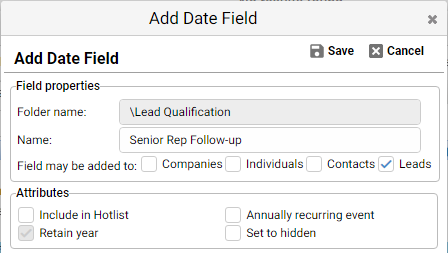 Add Date Field
Add Date Field Save Cancel
Field properties
Folder name: \Lead Qualification
Name: Senior Rep Follow-up
Field may be added to: Companies Individuals Contacts Leads
Attributes
Include in Hotlist Annually recurring event
Retain year Set to hidden